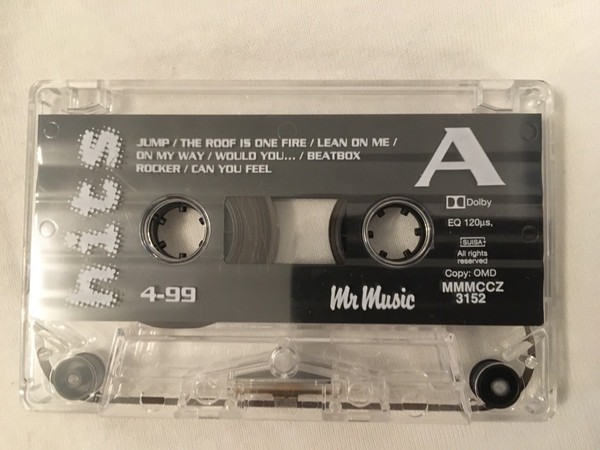 hits
JUMP / THE ROOF IS ONE FIRE / LEAN ON ME /
ON MY WAY / WOULD YOU... / BEATBOX
ROCKER / CAN YOU FEEL
A
Dolby
EQ 120µs,
SUISA
All rights
reserved
Copy: OMD
MMMCCZ
3152
4-99
Mr Music